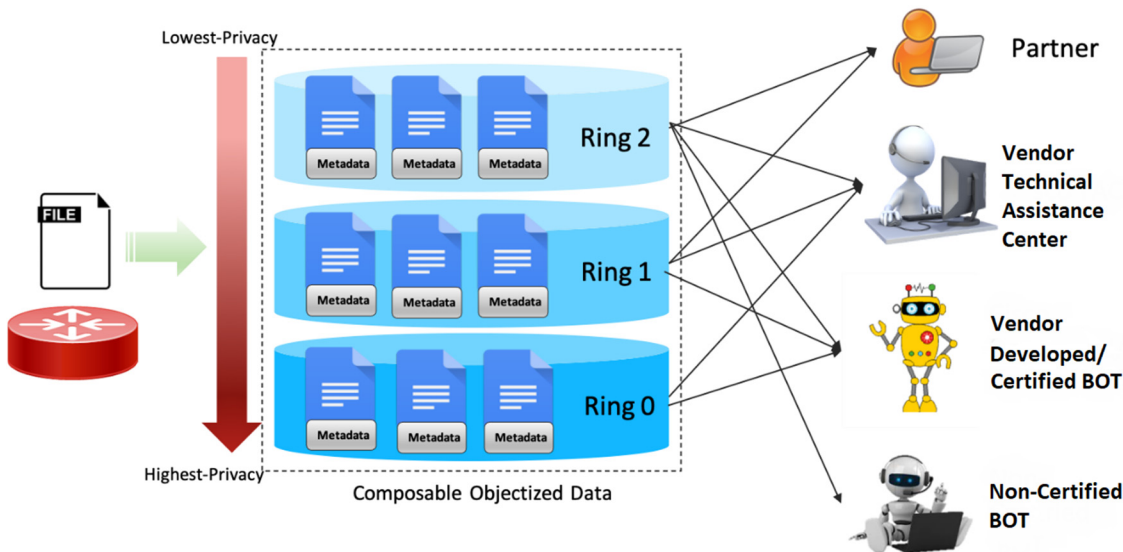 Lowest-Privacy
Partner
Ring 2
Metadata
Metadata
Metadata
Vendor
Technical
Assistance
Center
FILE
Ring 1
Metadata
Metadata
Metadata
Vendor
Developed/
Certified BOT
Ring 0
Metadata
Metadata
Metadata
Highest-Privacy
Composable Objectized Data
Non-Certified
BOT